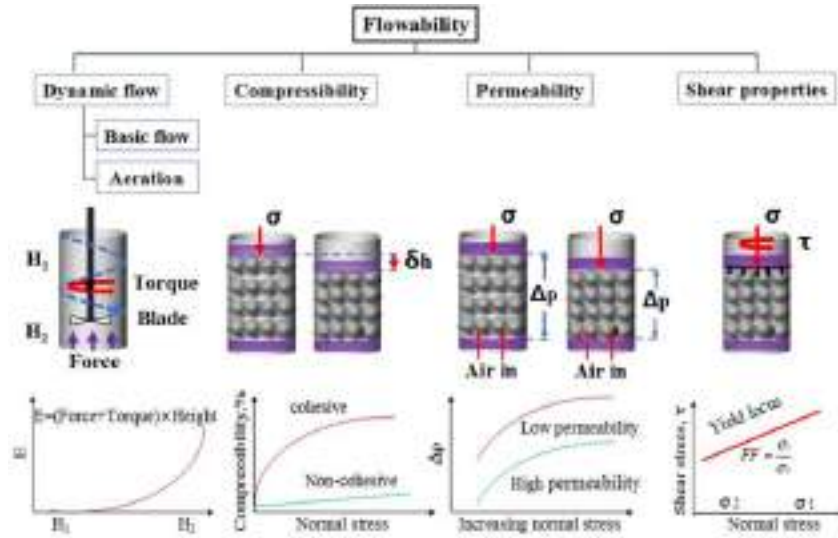 Flowability
Dynamic flow
Compressibility
Permeability
Shear properties
Basic flow
Aeration
σ
σ
σ
σ
τ
H₁
H₂
Torque
Blade
Force
δh
Δp
Δp
Air in
Air in
E=(Force+Torque)×Height
E
H₁
H₂
Compressibility,%
cohesive
Non-cohesive
Normal stress
Δp
Low permeability
High permeability
Increasing normal stress
Shear stress, τ
Yield locus
FF =
Normal stress